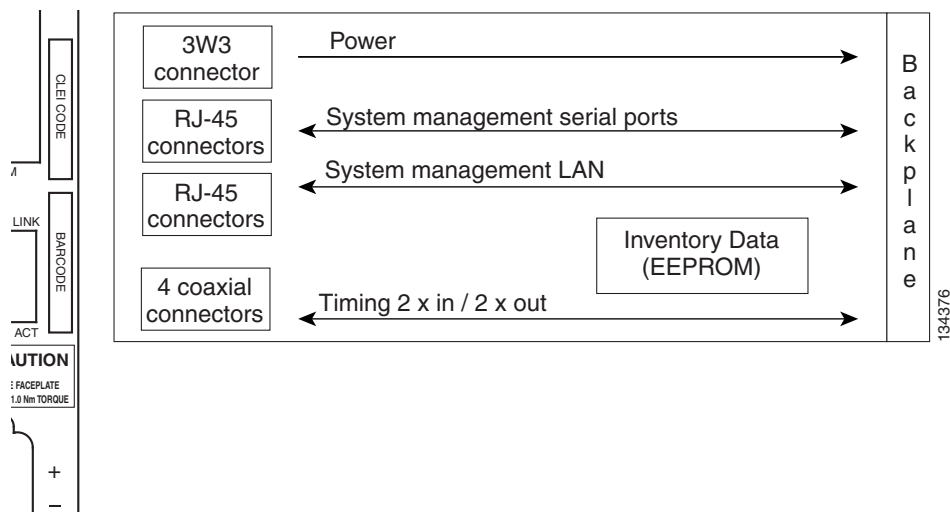 CLEI CODE
M
LINK
BARCODE
ACT
AUTION
E FACEPLATE
1.0 Nm TORQUE
+
–
3W3
connector
Power
RJ-45
connectors
System management serial ports
RJ-45
connectors
System management LAN
Inventory Data
(EEPROM)
4 coaxial
connectors
Timing 2 x in / 2 x out
Backplane
134376